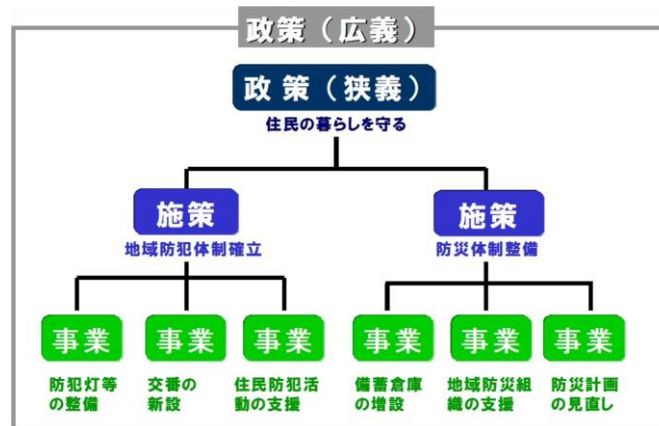 政策（広義）
政 策（狭義）
住民の暮らしを守る
施策
施策
地域防犯体制確立
防災体制整備
事業
事業
事業
事業
事業
事業
防犯灯等
の整備
交番の
新設
住民防犯活
動の支援
備蓄倉庫
の増設
地域防災組
織の支援
防災計画
の見直し